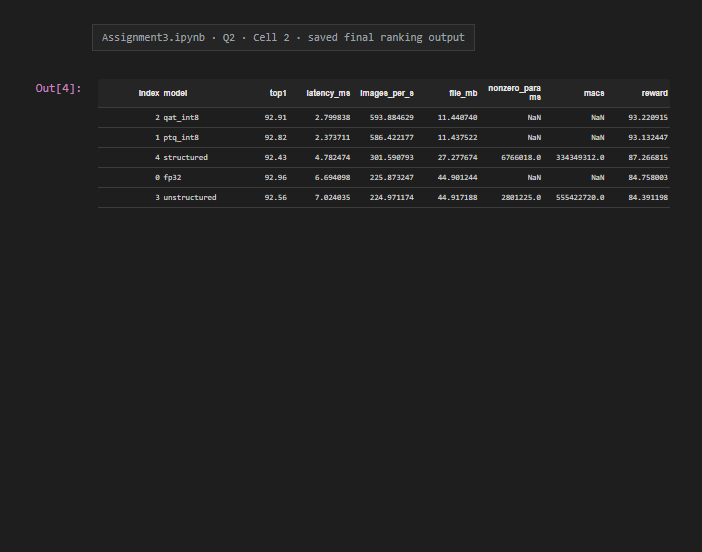 Assignment3.ipynb · Q2 · Cell 2 · saved final ranking output
Out[4]:
index model top1 latency_ms images_per_s file_mb nonzero_params macs reward
2 qat_int8 92.91 2.799838 593.884629 11.440740 NaN NaN 93.220915
1 ptq_int8 92.82 2.373711 586.422177 11.437522 NaN NaN 93.132447
4 structured 92.43 4.782474 301.590793 27.277674 6766018.0 334349312.0 87.266815
0 fp32 92.96 6.694098 225.873247 44.901244 NaN NaN 84.758003
3 unstructured 92.56 7.024035 224.971174 44.917188 2801225.0 555422720.0 84.391198